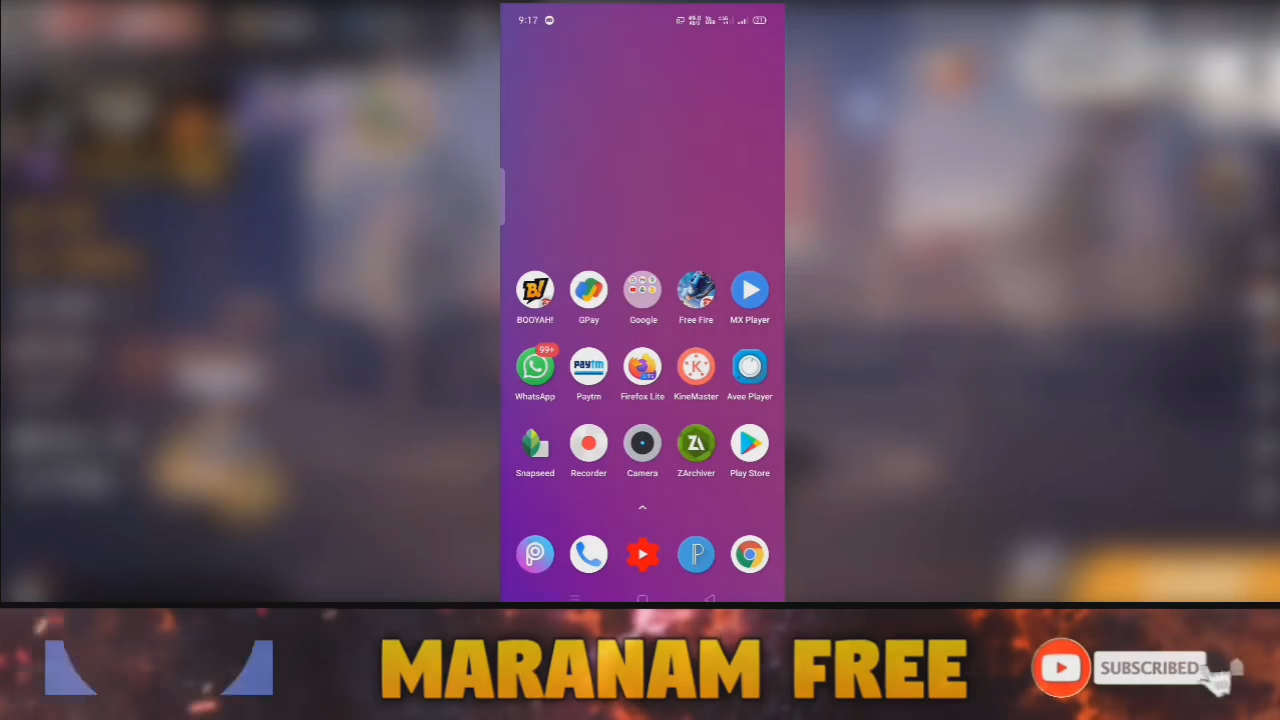 9:17
21
BOOYAH!
GPay
Google
Free Fire
MX Player
99+
WhatsApp
Paytm
Firefox Lite
KineMaster
Avee Player
Snapseed
Recorder
Camera
ZArchiver
Play Store
MARANAM FREE
SUBSCRIBED